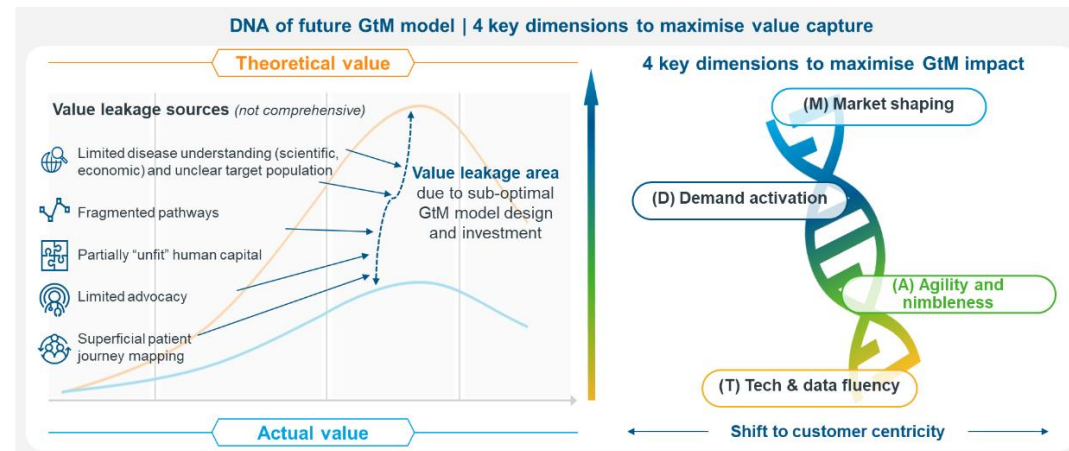 DNA of future GtM model | 4 key dimensions to maximise value capture
Theoretical value
Value leakage sources (not comprehensive)
Limited disease understanding (scientific,
economic) and unclear target population
Fragmented pathways
Partially “unfit” human capital
Limited advocacy
Superficial patient
journey mapping
Value leakage area
due to sub-optimal
GtM model design
and investment
Actual value
4 key dimensions to maximise GtM impact
(M) Market shaping
(D) Demand activation
(A) Agility and
nimbleness
(T) Tech & data fluency
Shift to customer centricity